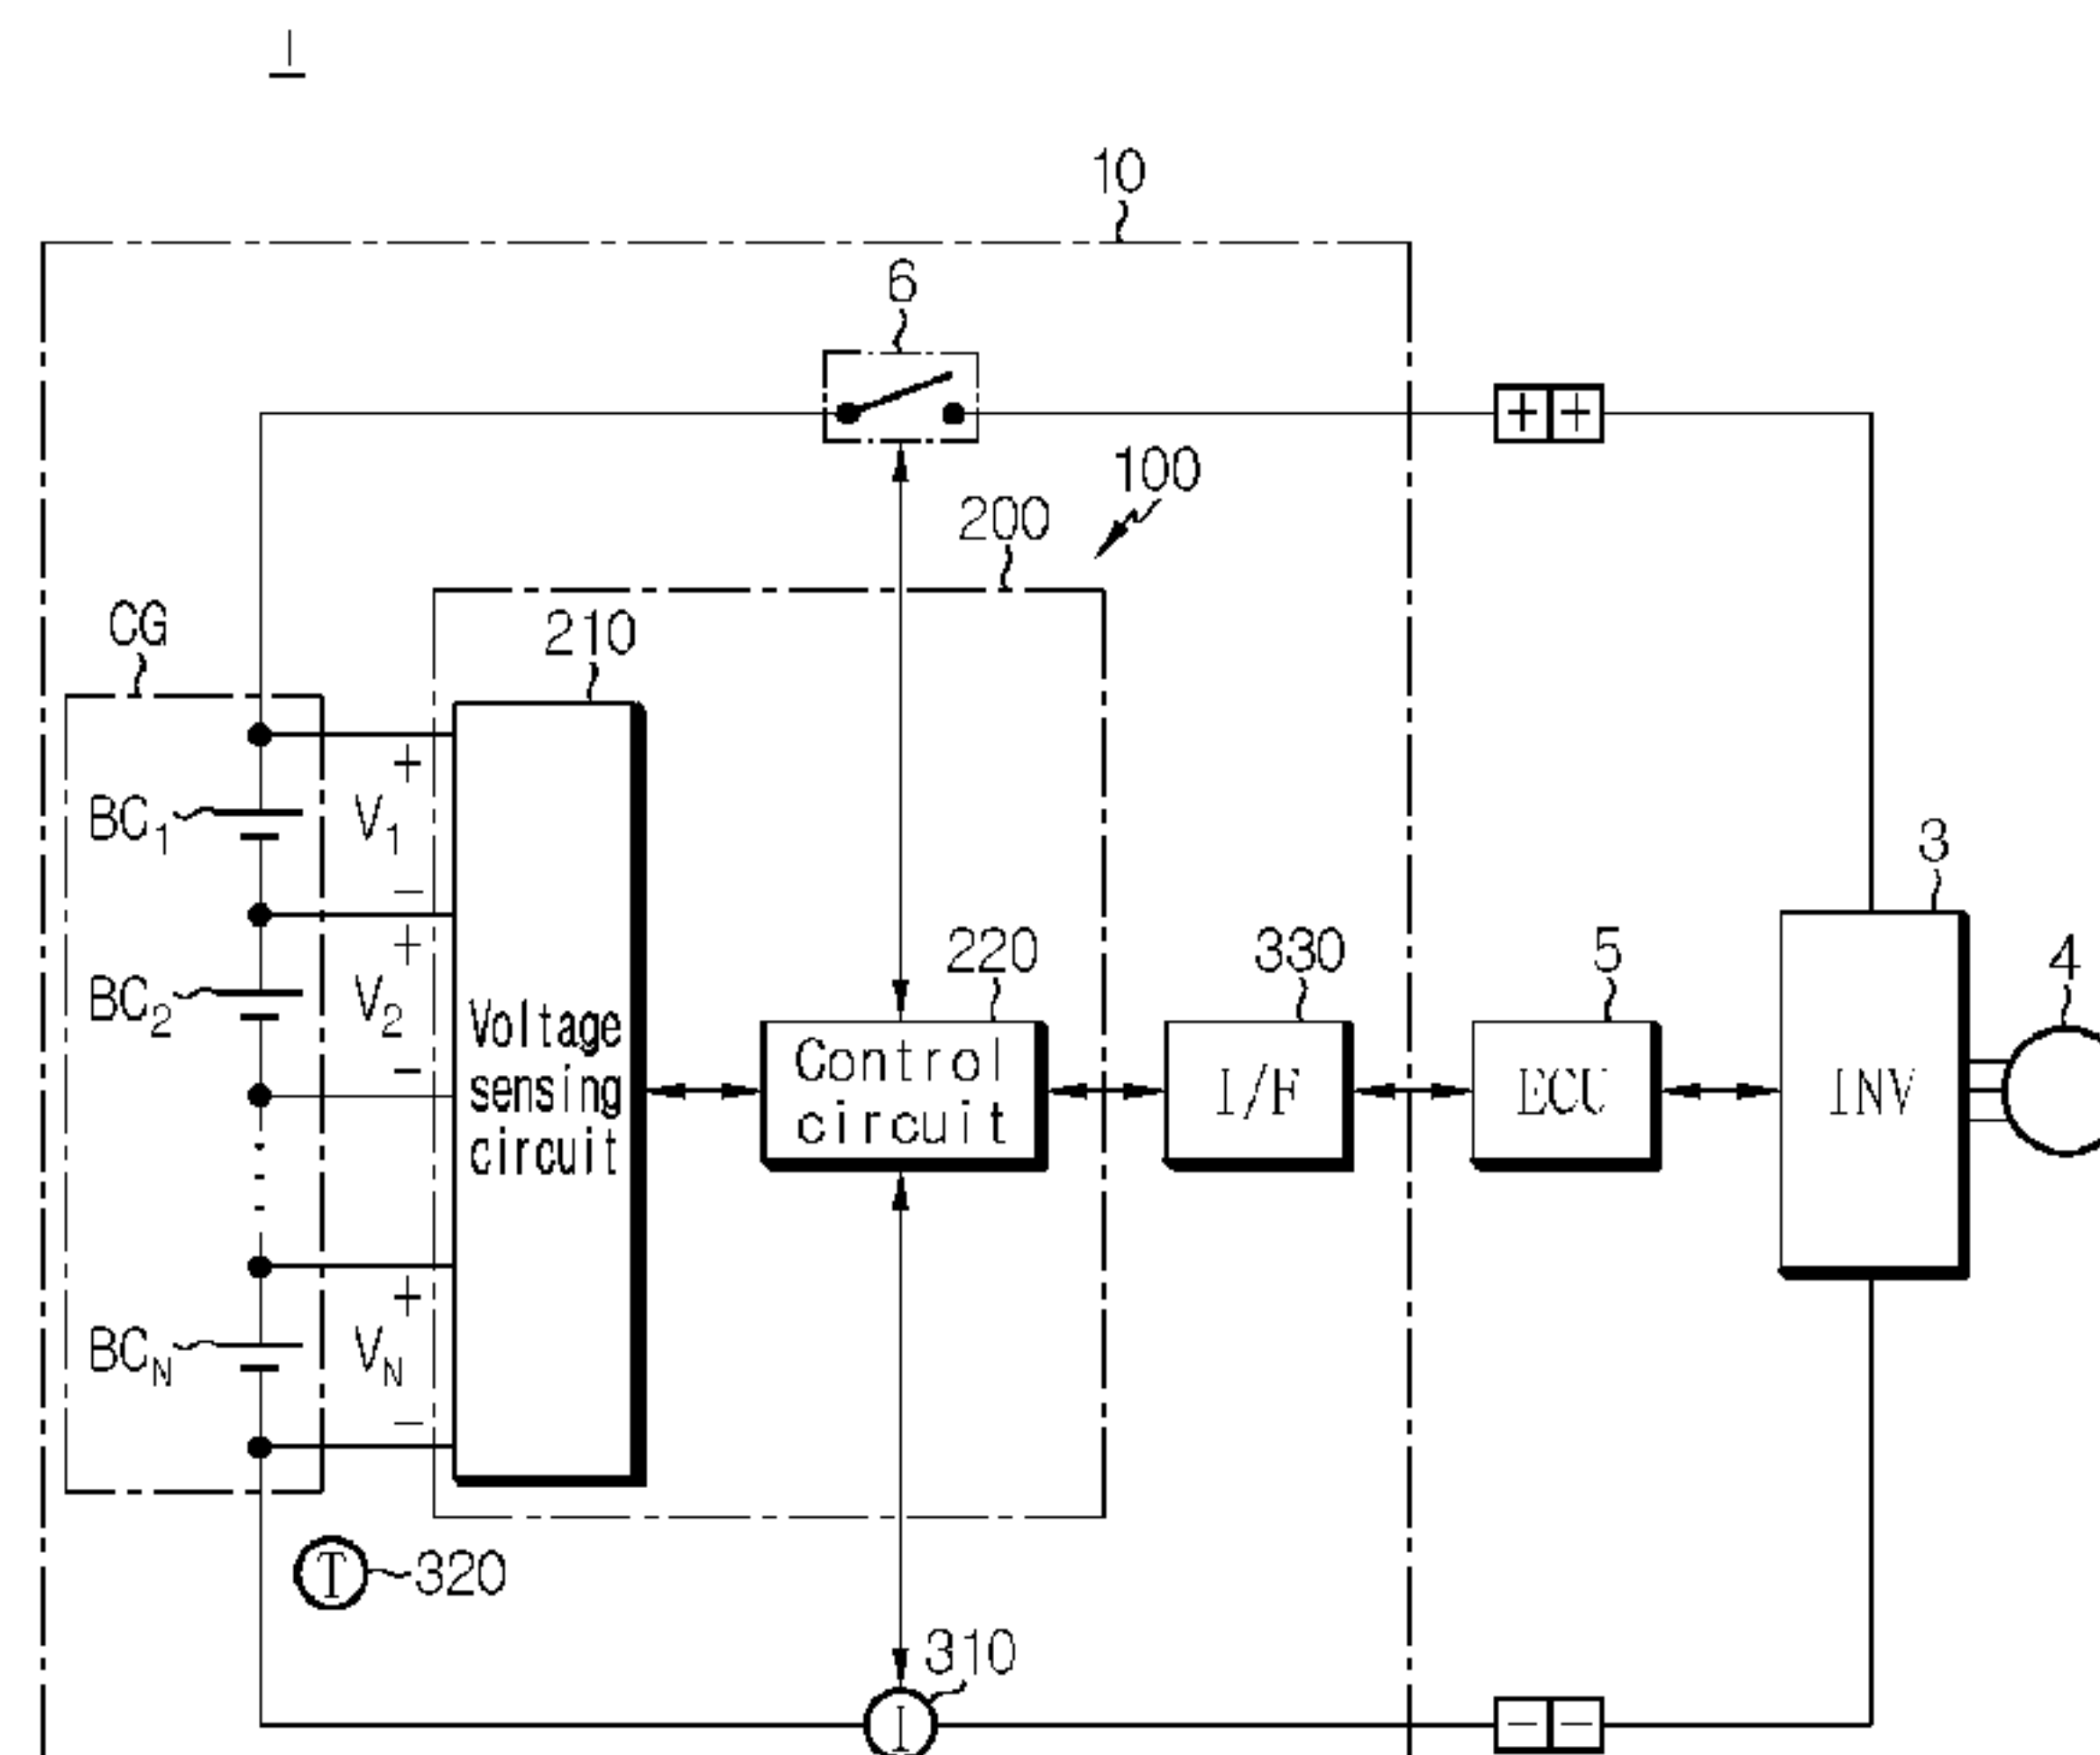 1
10
6
+ +
100
200
CG
210
+
BC1 V1
−
+
3
BC2 V2
−
220
330
5
4
Voltage
sensing
circuit
Control
circuit
I/F
ECU
INV
+
BCN VN
−
T 320
310
I
− −